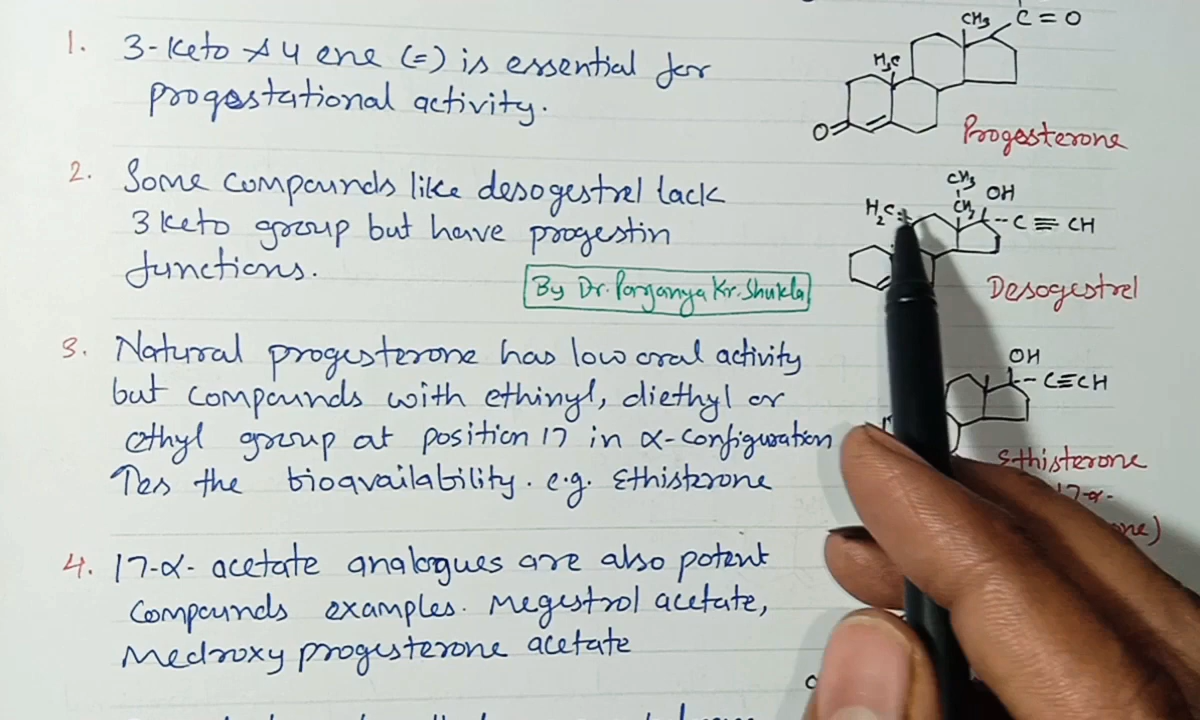 1. 3-keto Δ4 ene (=) is essential for
progestational activity.
2. Some compounds like desogestrel lack
3 keto group but have progestin
functions.
By Dr. Parjanya Kr. Shukla
3. Natural progesterone has low oral activity
but compounds with ethinyl, diethyl or
ethyl group at position 17 in α-configuration
↑es the bioavailability. e.g. Ethisterone
4. 17-α- acetate analogues are also potent
compounds examples. Megestrol acetate,
Medroxy progesterone acetate
CH3 C=O
H3C
O
Progesterone
CH3
CH2 OH
H2C C≡CH
Desogestrel
OH
C≡CH
Ethisterone
17-α-
one)